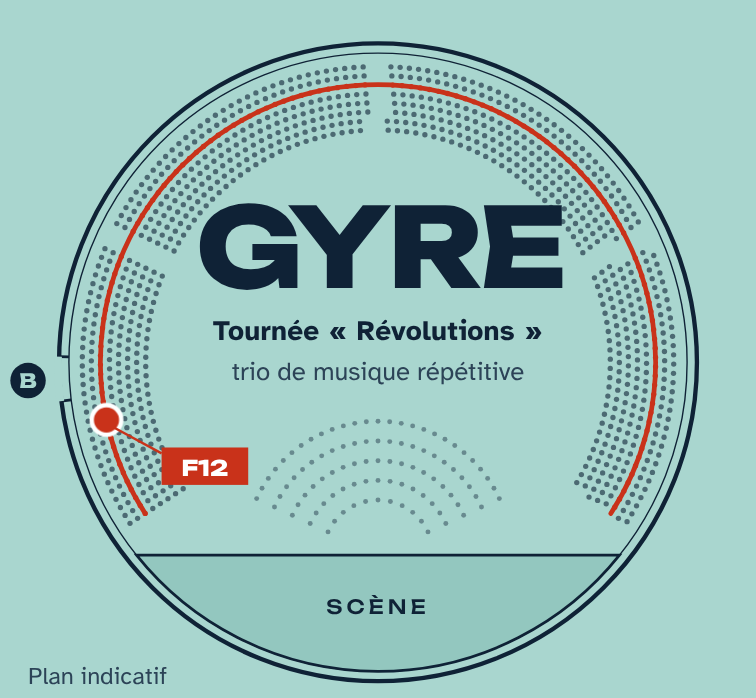 GYRE
Tournée « Révolutions »
trio de musique répétitive
B
F12
SCÈNE
Plan indicatif